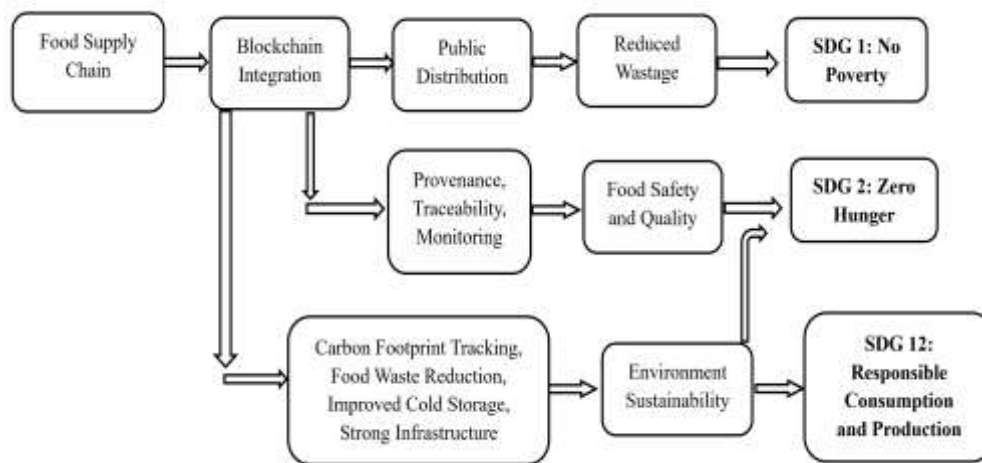 Food Supply
Chain
Blockchain
Integration
Public
Distribution
Reduced
Wastage
SDG 1: No
Poverty
Provenance,
Traceability,
Monitoring
Food Safety
and Quality
SDG 2: Zero
Hunger
Carbon Footprint Tracking,
Food Waste Reduction,
Improved Cold Storage,
Strong Infrastructure
Environment
Sustainability
SDG 12:
Responsible
Consumption
and Production